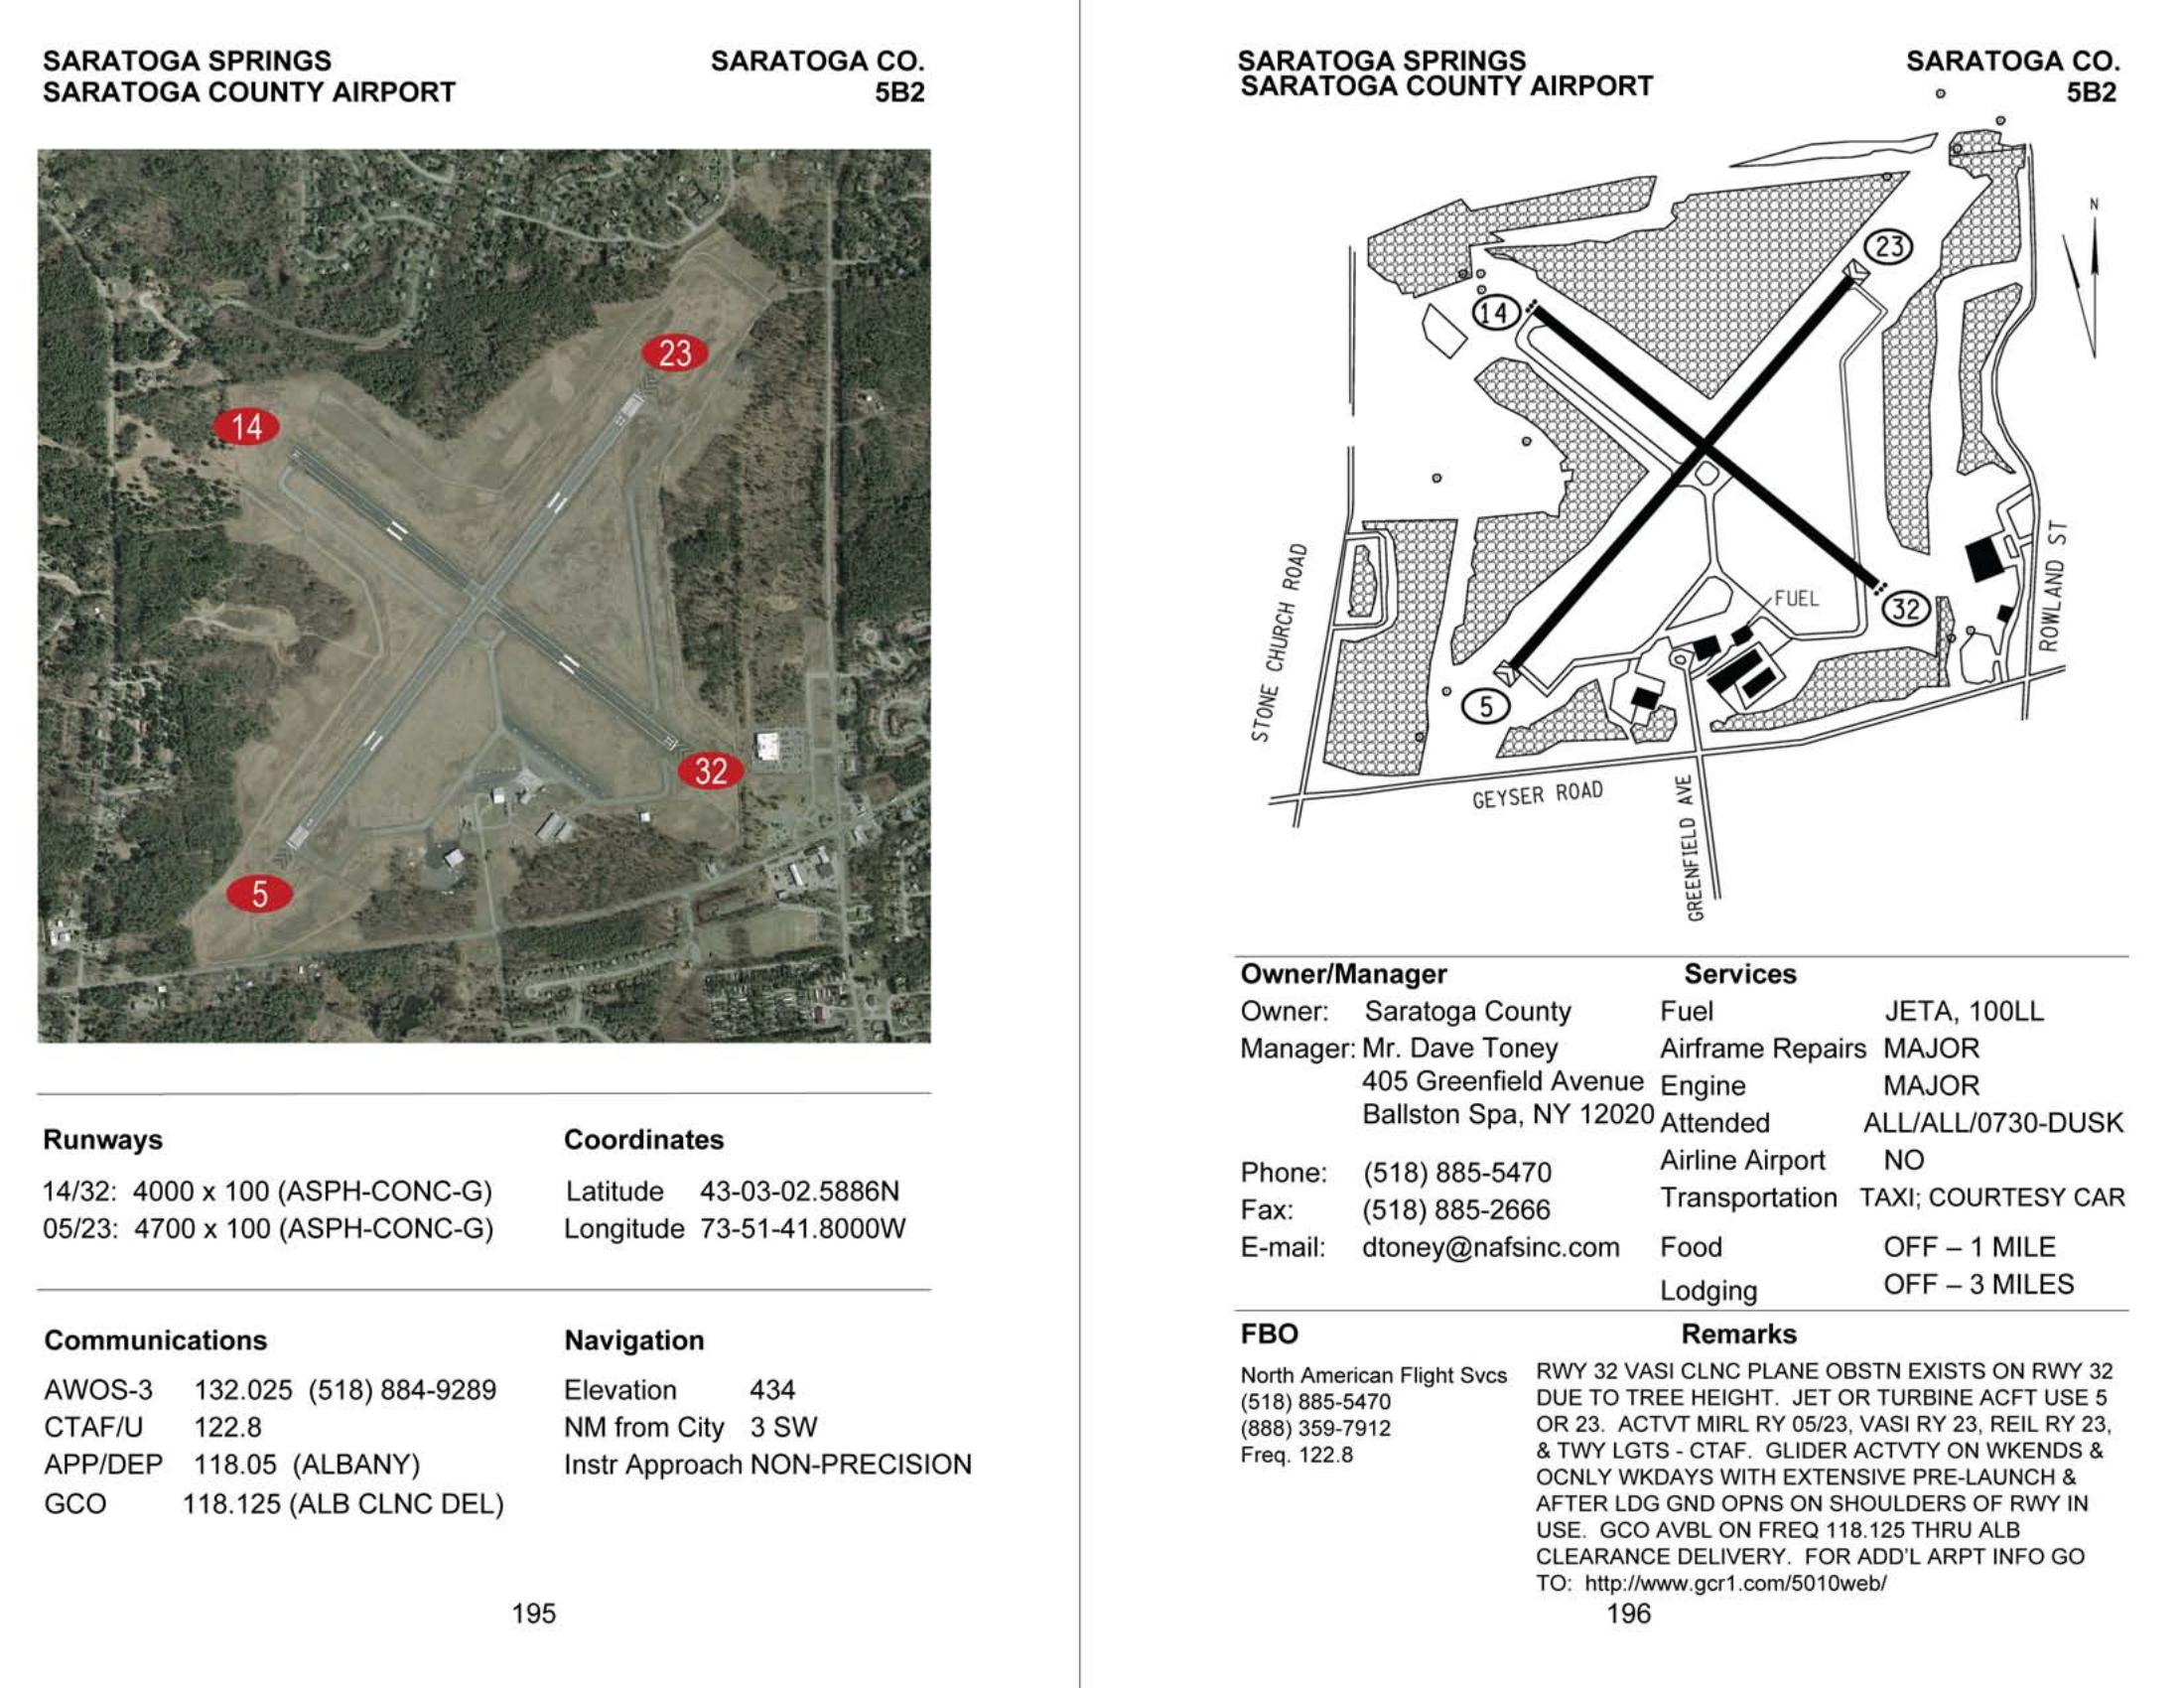 SARATOGA SPRINGS SARATOGA CO.
SARATOGA COUNTY AIRPORT 5B2
23
14
32
5
Runways
14/32: 4000 x 100 (ASPH-CONC-G)
05/23: 4700 x 100 (ASPH-CONC-G)
Coordinates
Latitude 43-03-02.5886N
Longitude 73-51-41.8000W
Communications
AWOS-3 132.025 (518) 884-9289
CTAF/U 122.8
APP/DEP 118.05 (ALBANY)
GCO 118.125 (ALB CLNC DEL)
Navigation
Elevation 434
NM from City 3 SW
Instr Approach NON-PRECISION
195
SARATOGA SPRINGS SARATOGA CO.
SARATOGA COUNTY AIRPORT 5B2
N
23
14
FUEL
32
5
STONE CHURCH ROAD
ROWLAND ST
GEYSER ROAD
GREENFIELD AVE
Owner/Manager
Owner: Saratoga County
Manager: Mr. Dave Toney
405 Greenfield Avenue
Ballston Spa, NY 12020
Phone: (518) 885-5470
Fax: (518) 885-2666
E-mail: dtoney@nafsinc.com
Services
Fuel JETA, 100LL
Airframe Repairs MAJOR
Engine MAJOR
Attended ALL/ALL/0730-DUSK
Airline Airport NO
Transportation TAXI; COURTESY CAR
Food OFF – 1 MILE
Lodging OFF – 3 MILES
FBO
North American Flight Svcs
(518) 885-5470
(888) 359-7912
Freq. 122.8
Remarks
RWY 32 VASI CLNC PLANE OBSTN EXISTS ON RWY 32
DUE TO TREE HEIGHT. JET OR TURBINE ACFT USE 5
OR 23. ACTVT MIRL RY 05/23, VASI RY 23, REIL RY 23,
& TWY LGTS - CTAF. GLIDER ACTVTY ON WKENDS &
OCNLY WKDAYS WITH EXTENSIVE PRE-LAUNCH &
AFTER LDG GND OPNS ON SHOULDERS OF RWY IN
USE. GCO AVBL ON FREQ 118.125 THRU ALB
CLEARANCE DELIVERY. FOR ADD'L ARPT INFO GO
TO: http://www.gcr1.com/5010web/
196